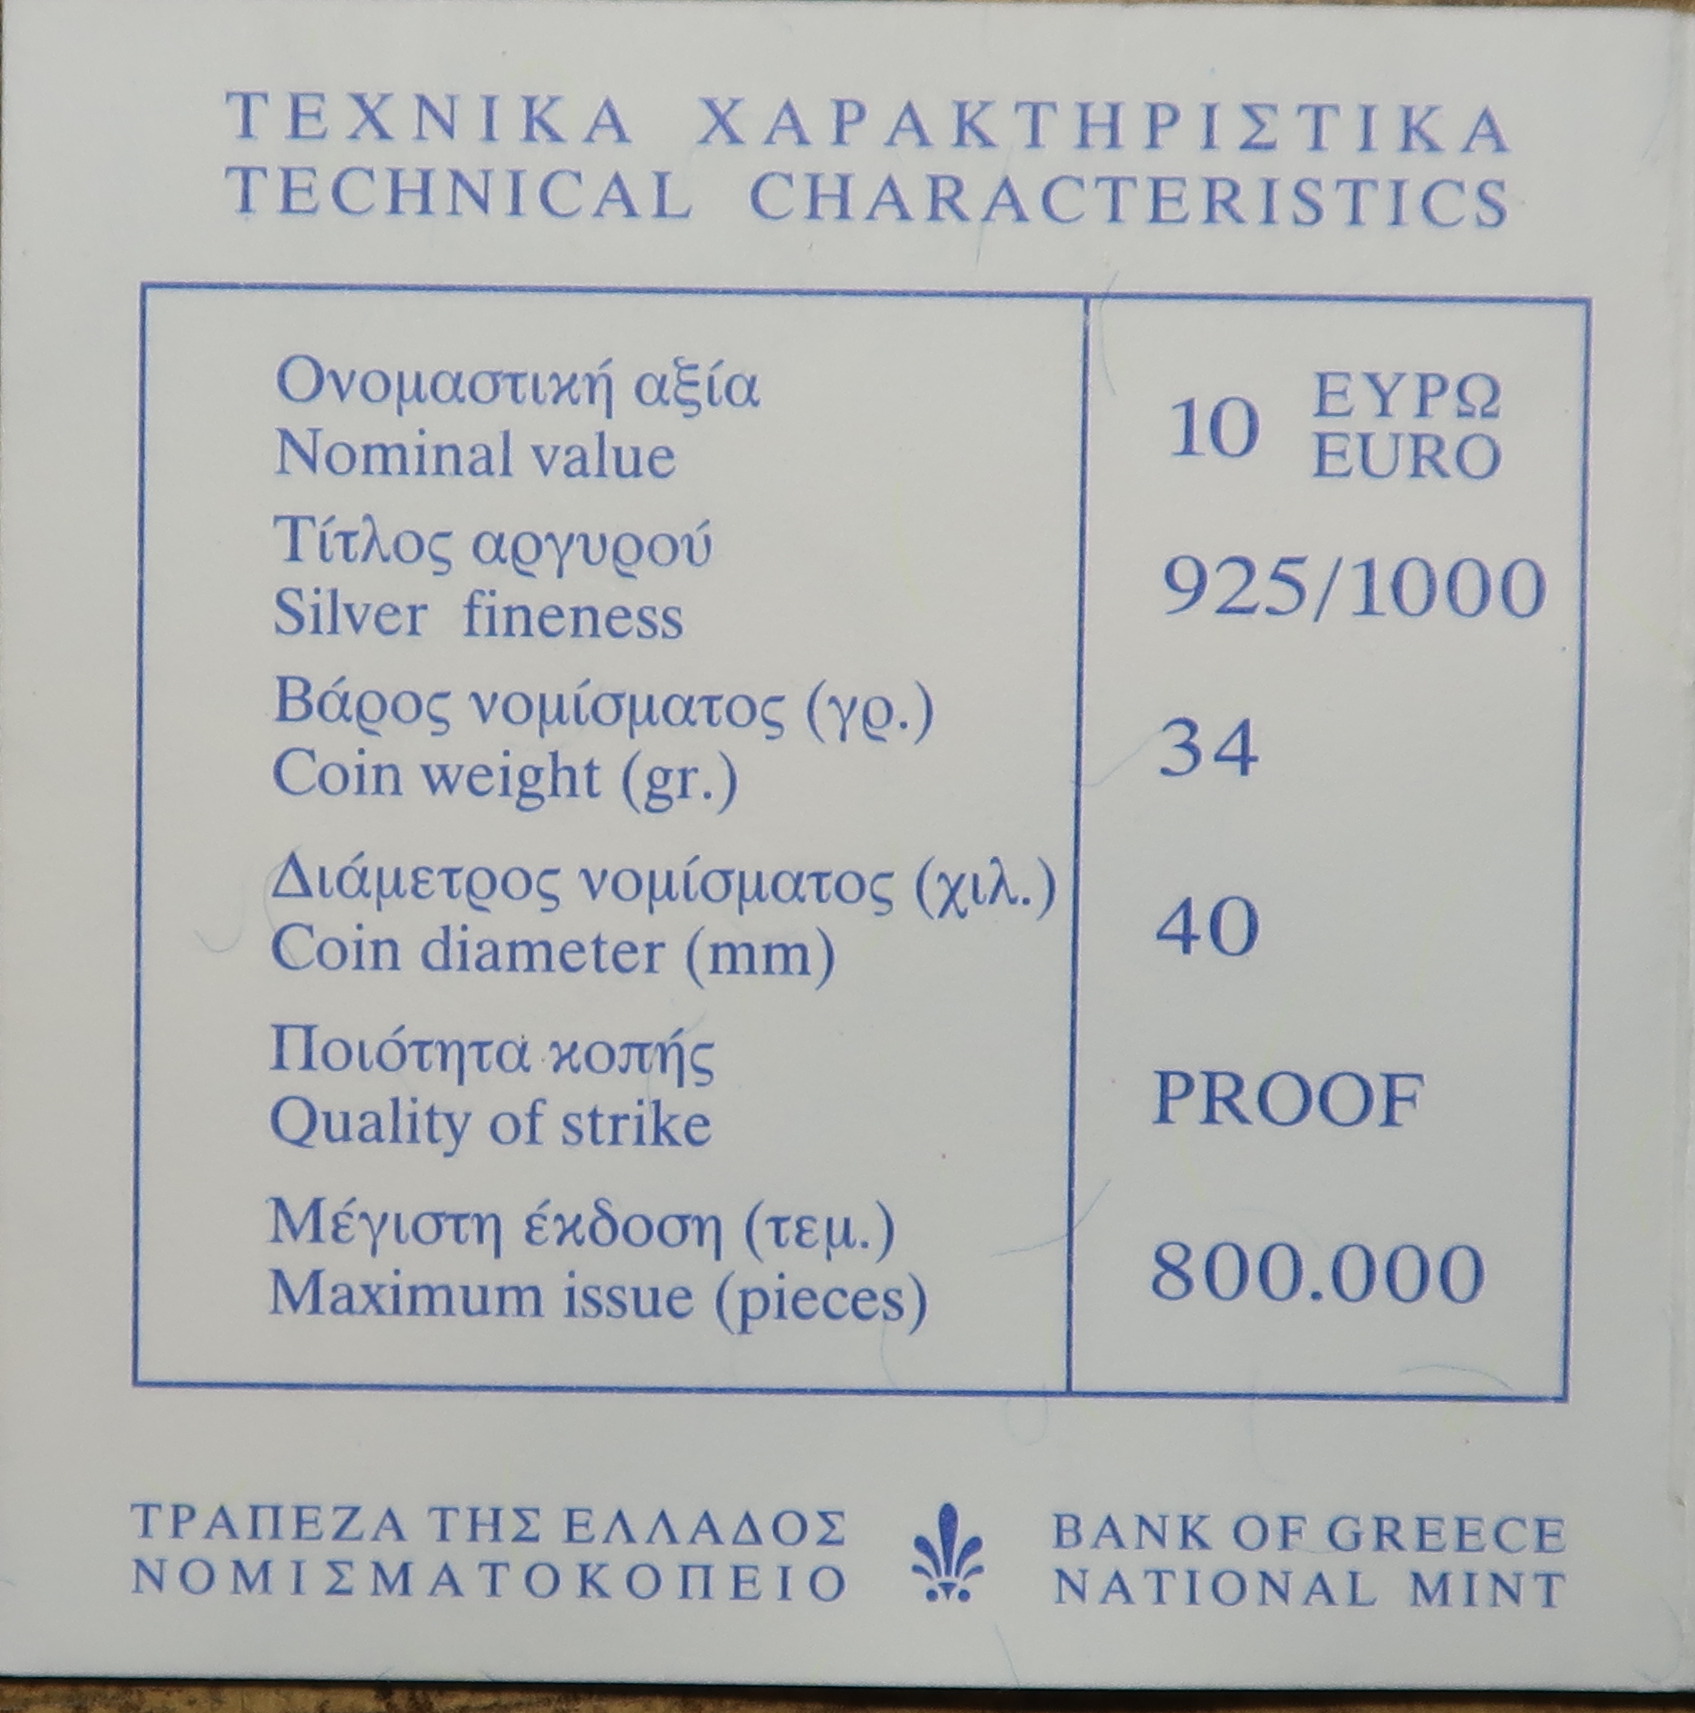 ΤΕΧΝΙΚΑ ΧΑΡΑΚΤΗΡΙΣΤΙΚΑ
TECHNICAL CHARACTERISTICS
Ονομαστική αξία
Nominal value
10 ΕΥΡΩ
EURO
Τίτλος αργυρού
Silver fineness
925/1000
Βάρος νομίσματος (γρ.)
Coin weight (gr.)
34
Διάμετρος νομίσματος (χιλ.)
Coin diameter (mm)
40
Ποιότητα κοπής
Quality of strike
PROOF
Μέγιστη έκδοση (τεμ.)
Maximum issue (pieces)
800.000
ΤΡΑΠΕΖΑ ΤΗΣ ΕΛΛΑΔΟΣ
ΝΟΜΙΣΜΑΤΟΚΟΠΕΙΟ
BANK OF GREECE
NATIONAL MINT